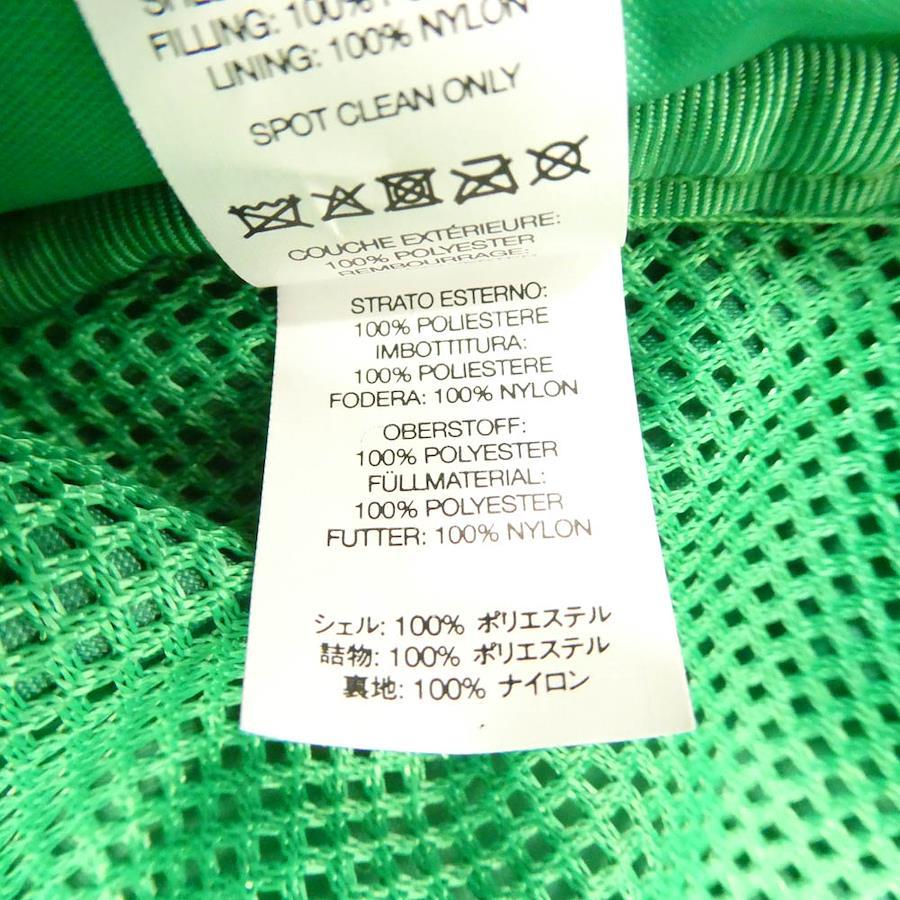 FILLING: 100%
LINING: 100% NYLON
SPOT CLEAN ONLY
COUCHE EXTÉRIEURE:
100% POLYESTER
REMBOURRAGE:
STRATO ESTERNO:
100% POLIESTERE
IMBOTTITURA:
100% POLIESTERE
FODERA: 100% NYLON
OBERSTOFF:
100% POLYESTER
FÜLLMATERIAL:
100% POLYESTER
FUTTER: 100% NYLON
シェル: 100% ポリエステル
詰物: 100% ポリエステル
裏地: 100% ナイロン